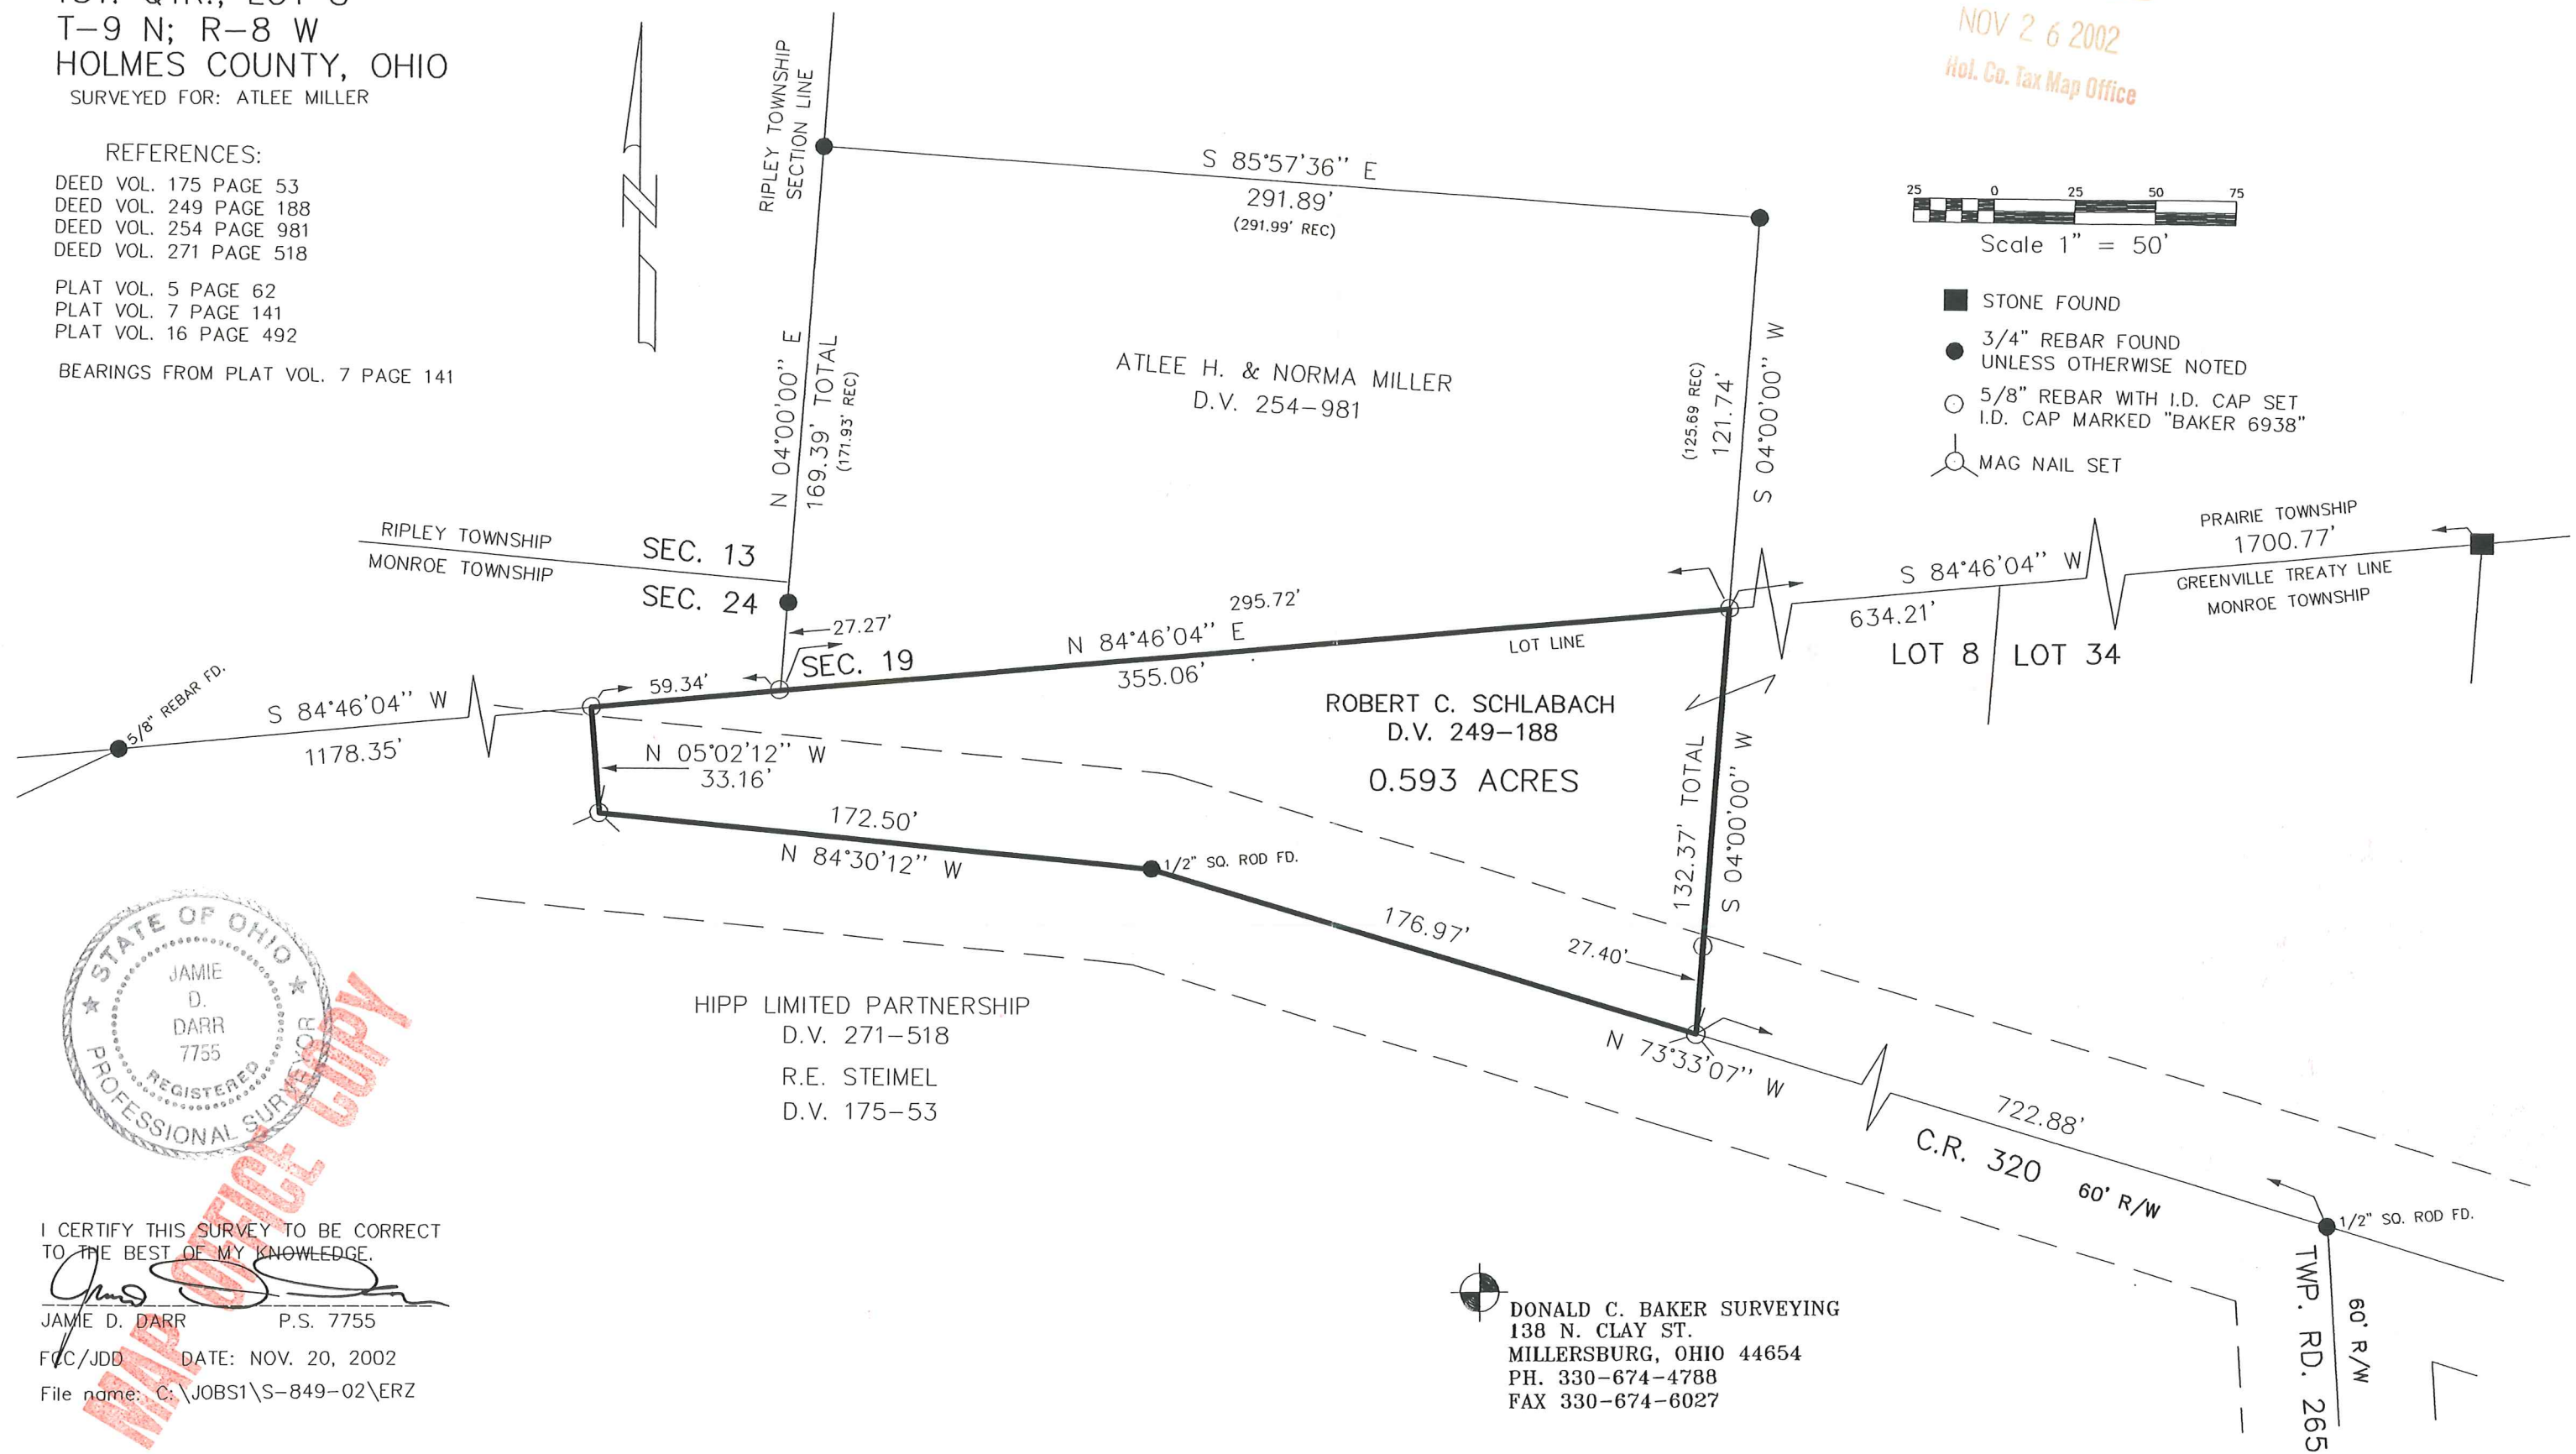 T-9 N; R-8 W
HOLMES COUNTY, OHIO
SURVEYED FOR: ATLEE MILLER
REFERENCES:
DEED VOL. 175 PAGE 53
DEED VOL. 249 PAGE 188
DEED VOL. 254 PAGE 981
DEED VOL. 271 PAGE 518
PLAT VOL. 5 PAGE 62
PLAT VOL. 7 PAGE 141
PLAT VOL. 16 PAGE 492
BEARINGS FROM PLAT VOL. 7 PAGE 141
N
NOV 26 2002
Hol. Co. Tax Map Office
RIPLEY TOWNSHIP
SECTION LINE
S 85°57'36" E
291.89'
(291.99' REC)
25 0 25 50 75
Scale 1" = 50'
STONE FOUND
3/4" REBAR FOUND
UNLESS OTHERWISE NOTED
5/8" REBAR WITH I.D. CAP SET
I.D. CAP MARKED "BAKER 6938"
MAG NAIL SET
N 04°00'00" E
169.39' TOTAL
(171.93' REC)
ATLEE H. & NORMA MILLER
D.V. 254-981
(125.69 REC)
121.74'
S 04°00'00" W
RIPLEY TOWNSHIP
MONROE TOWNSHIP
SEC. 13
SEC. 24
27.27'
SEC. 19
295.72'
N 84°46'04" E
355.06'
LOT LINE
PRAIRIE TOWNSHIP
1700.77'
S 84°46'04" W
GREENVILLE TREATY LINE
MONROE TOWNSHIP
634.21'
LOT 8
LOT 34
5/8" REBAR FD.
S 84°46'04" W
1178.35'
59.34'
N 05°02'12" W
33.16'
ROBERT C. SCHLABACH
D.V. 249-188
0.593 ACRES
132.37' TOTAL
S 04°00'00" W
172.50'
N 84°30'12" W
1/2" SQ. ROD FD.
176.97'
27.40'
N 73°33'07" W
HIPP LIMITED PARTNERSHIP
D.V. 271-518
R.E. STEIMEL
D.V. 175-53
722.88'
C.R. 320 60' R/W
1/2" SQ. ROD FD.
TWP. RD. 265
60' R/W
STATE OF OHIO
JAMIE
D.
DARR
7755
REGISTERED
PROFESSIONAL SURVEYOR
MAP OFFICE COPY
I CERTIFY THIS SURVEY TO BE CORRECT
TO THE BEST OF MY KNOWLEDGE.
JAMIE D. DARR P.S. 7755
FCC/JDD DATE: NOV. 20, 2002
File name: C:\JOBS1\S-849-02\ERZ
DONALD C. BAKER SURVEYING
138 N. CLAY ST.
MILLERSBURG, OHIO 44654
PH. 330-674-4788
FAX 330-674-6027